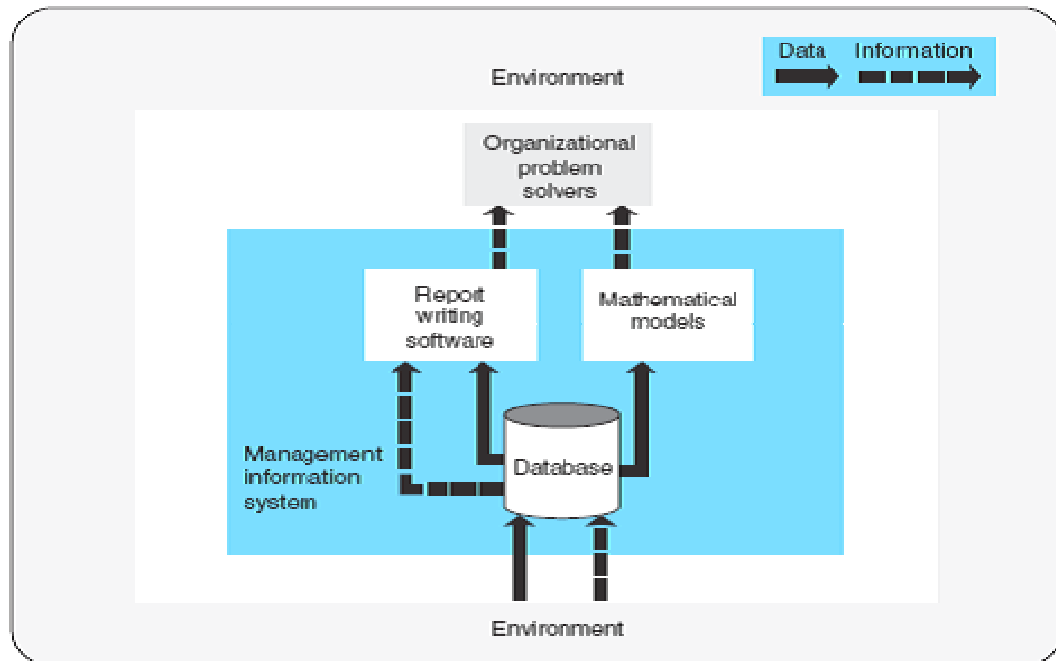 Data Information
Environment
Organizational
problem
solvers
Report
writing
software
Mathematical
models
Management
information
system
Database
Environment